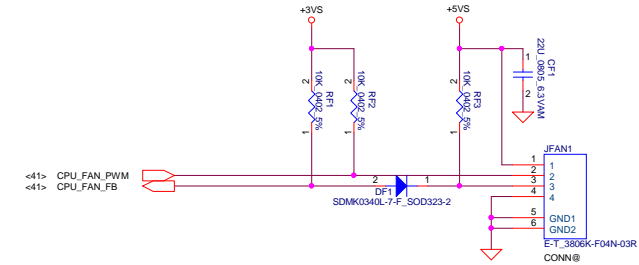 +3VS
+5VS
2
10K_0402_5%
RF1
1
2
10K_0402_5%
RF2
1
2
10K_0402_5%
RF3
1
1
22U_0805_6.3VAM
CF1
2
JFAN1
<41> CPU_FAN_PWM
<41> CPU_FAN_FB
2
DF1
1
SDMK0340L-7-F_SOD323-2
1 1
2 2
3 3
4 4
5 GND1
6 GND2
E-T_3806K-F04N-03R
CONN@